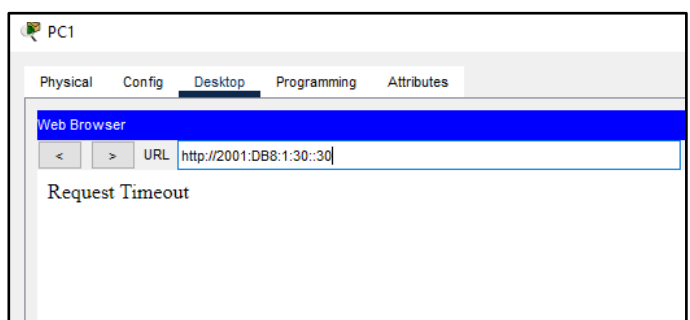 PC1
Physical Config Desktop Programming Attributes
Web Browser
< > URL http://2001:DB8:1:30::30
Request Timeout